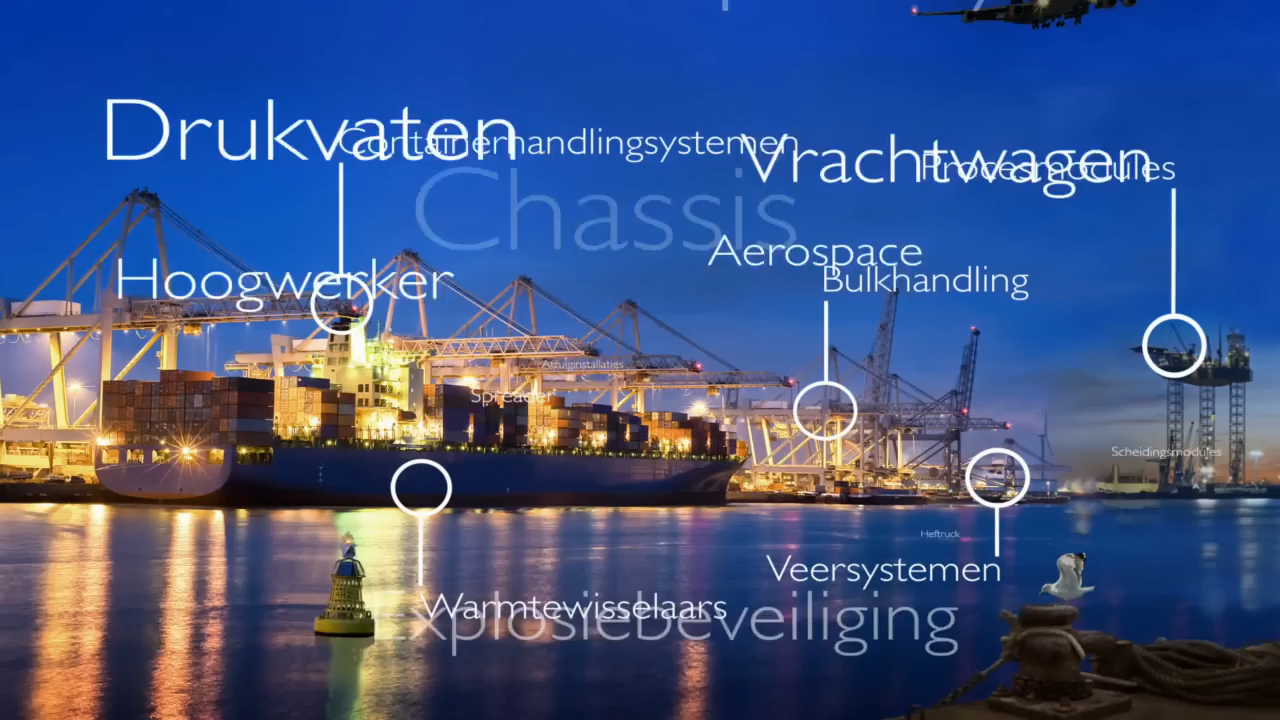 Drukvaten
Containerhandlingsystemen
Vrachtwagen
Procesmodules
Chassis
Aerospace
Hoogwerker
Bulkhandling
Afzuiginstallaties
Spreader
Scheidingsmodules
Heftruck
Veersystemen
Warmtewisselaars
Explosiebeveiliging